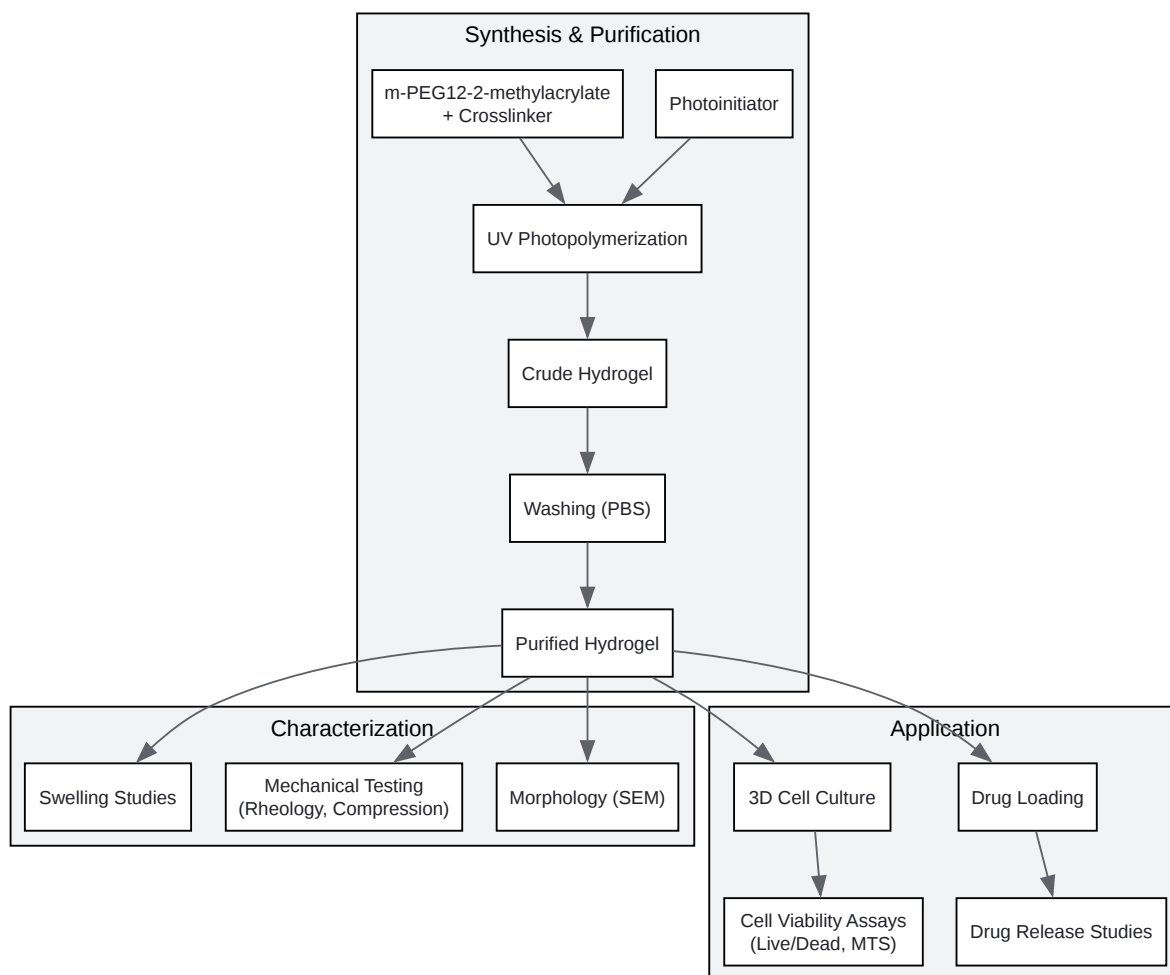 Synthesis & Purification
m-PEG12-2-methylacrylate
+ Crosslinker
Photoinitiator
UV Photopolymerization
Crude Hydrogel
Washing (PBS)
Purified Hydrogel
Characterization
Application
Swelling Studies
Mechanical Testing
(Rheology, Compression)
Morphology (SEM)
3D Cell Culture
Drug Loading
Cell Viability Assays
(Live/Dead, MTS)
Drug Release Studies